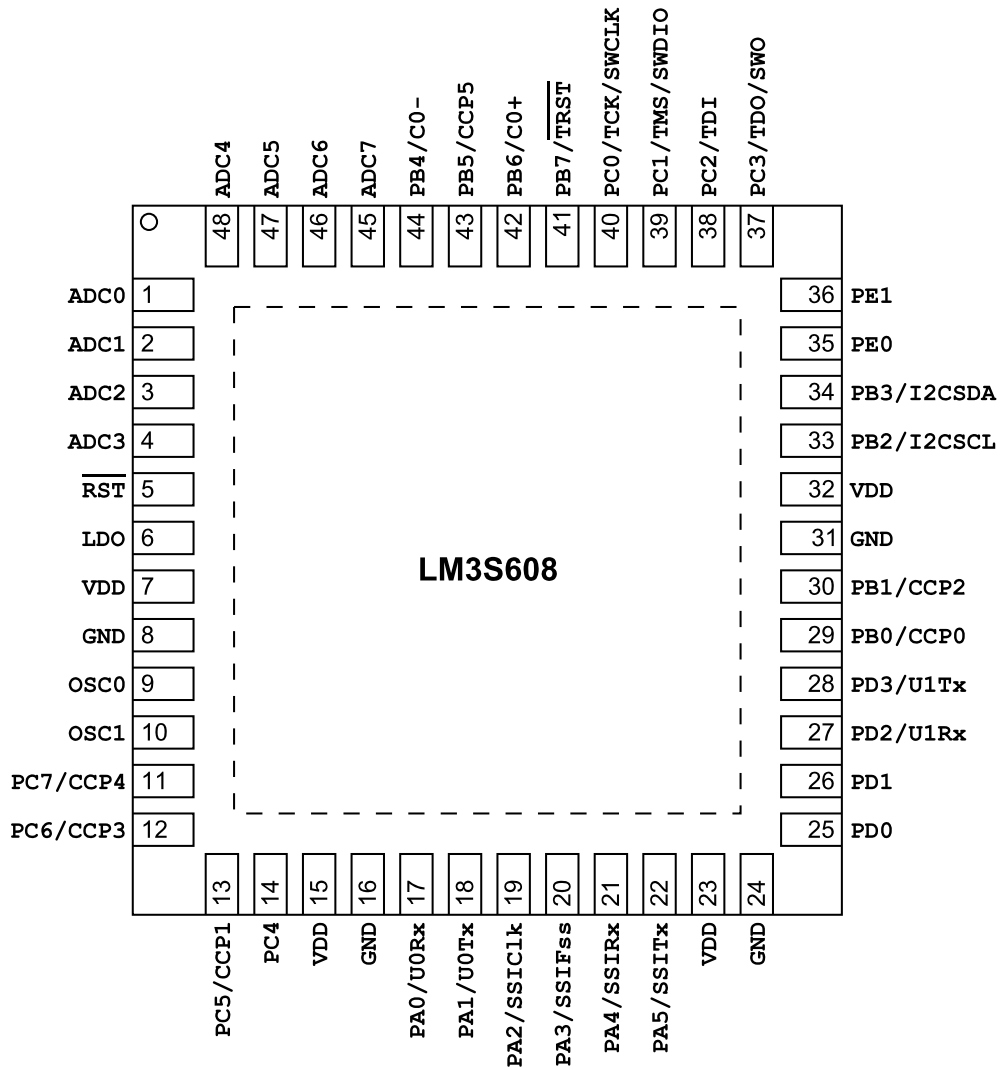 ADC4 ADC5 ADC6 ADC7 PB4/C0- PB5/CCP5 PB6/C0+ PB7/TRST PC0/TCK/SWCLK PC1/TMS/SWDIO PC2/TDI PC3/TDO/SWO
48 47 46 45 44 43 42 41 40 39 38 37
ADC0 1 36 PE1
ADC1 2 35 PE0
ADC2 3 34 PB3/I2CSDA
ADC3 4 33 PB2/I2CSCL
RST 5 32 VDD
LDO 6 31 GND
LM3S608
VDD 7 30 PB1/CCP2
GND 8 29 PB0/CCP0
OSC0 9 28 PD3/U1Tx
OSC1 10 27 PD2/U1Rx
PC7/CCP4 11 26 PD1
PC6/CCP3 12 25 PD0
13 14 15 16 17 18 19 20 21 22 23 24
PC5/CCP1 PC4 VDD GND PA0/U0Rx PA1/U0Tx PA2/SSIClk PA3/SSIFss PA4/SSIRx PA5/SSITx VDD GND